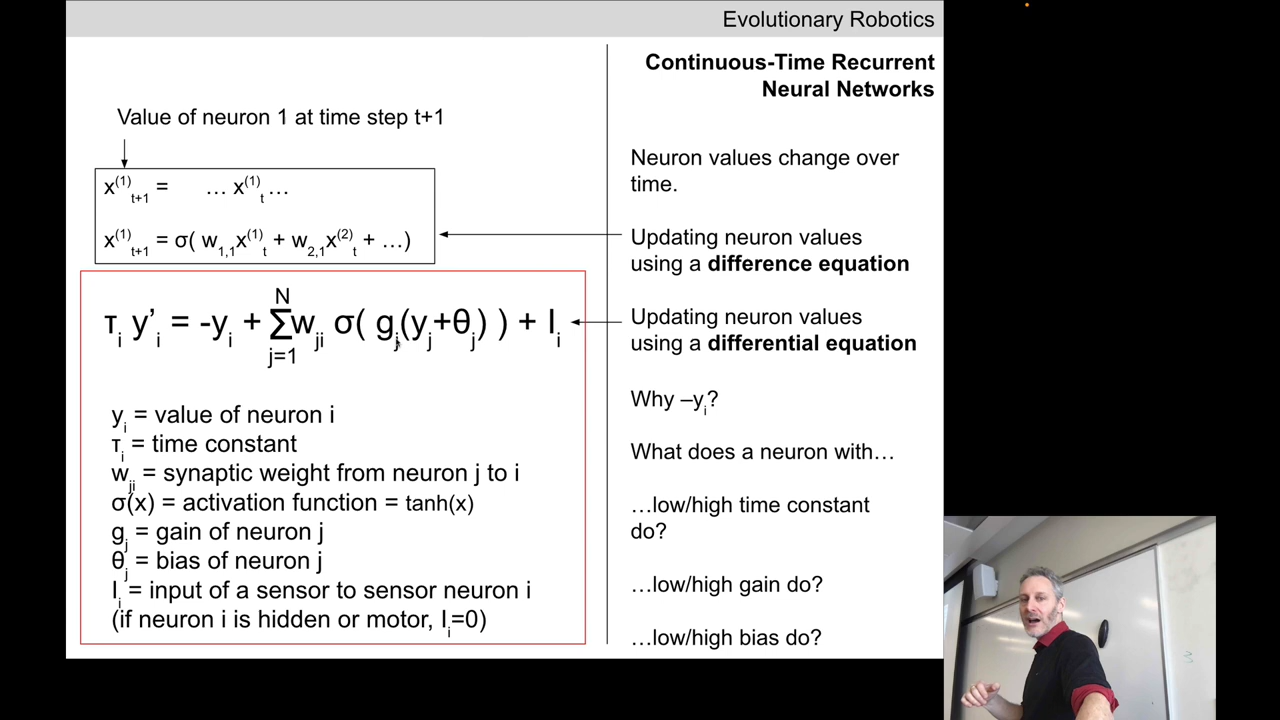 Evolutionary Robotics
Continuous-Time Recurrent
Neural Networks
Value of neuron 1 at time step t+1
x⁽¹⁾ₜ₊₁ = … x⁽¹⁾ₜ …
x⁽¹⁾ₜ₊₁ = σ( w₁,₁x⁽¹⁾ₜ + w₂,₁x⁽²⁾ₜ + …)
τᵢ y’ᵢ = -yᵢ + Σ N j=1 wⱼᵢ σ( gⱼ(yⱼ+θⱼ) ) + Iᵢ
yᵢ = value of neuron i
τᵢ = time constant
wⱼᵢ = synaptic weight from neuron j to i
σ(x) = activation function = tanh(x)
gⱼ = gain of neuron j
θⱼ = bias of neuron j
Iᵢ = input of a sensor to sensor neuron i
(if neuron i is hidden or motor, Iᵢ=0)
Neuron values change over
time.
Updating neuron values
using a difference equation
Updating neuron values
using a differential equation
Why –yᵢ?
What does a neuron with…
…low/high time constant
do?
…low/high gain do?
…low/high bias do?